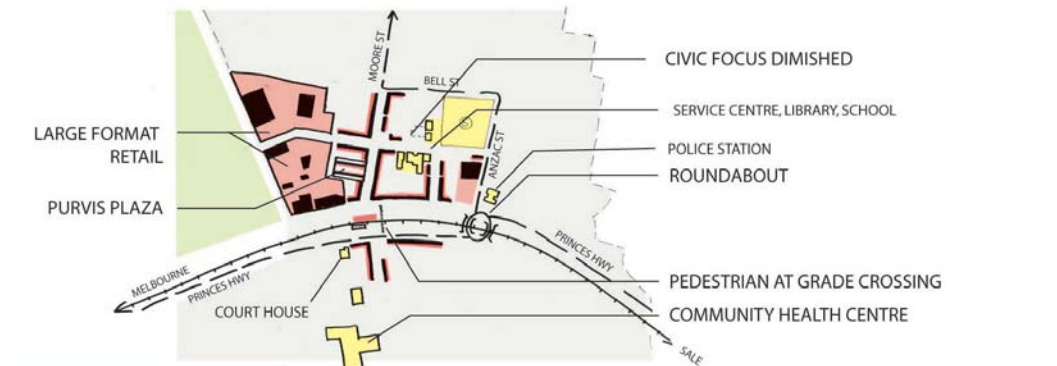 MOORE ST
BELL ST
CIVIC FOCUS DIMISHED
SERVICE CENTRE, LIBRARY, SCHOOL
LARGE FORMAT
RETAIL
ANZAC ST
POLICE STATION
ROUNDABOUT
PURVIS PLAZA
PRINCES HWY
MELBOURNE
PRINCES HWY
PEDESTRIAN AT GRADE CROSSING
COURT HOUSE
COMMUNITY HEALTH CENTRE
SALE